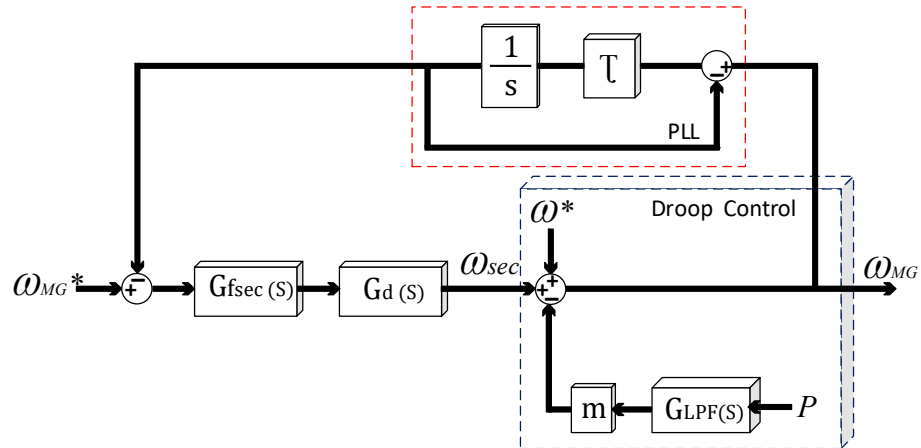 1
s
τ
− +
PLL
Droop Control
ω*
ωMG*
−
+
Gfsec (S)
Gd (S)
ωsec
+
+
−
ωMG
m
GLPF(S)
P